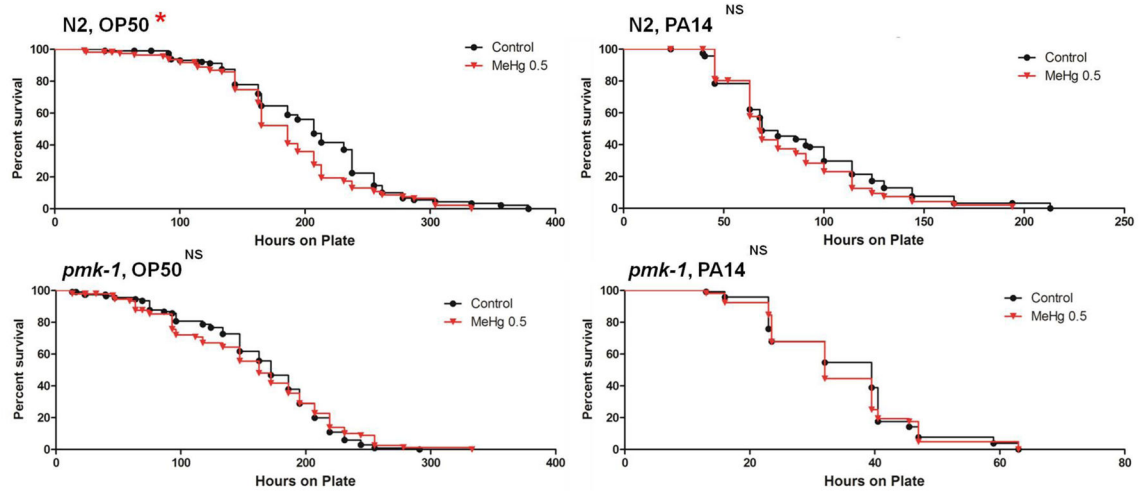 N2, OP50 *
Percent survival
100
80
60
40
20
0
Control
MeHg 0.5
0 100 200 300 400
Hours on Plate
NS
N2, PA14
Percent survival
100
80
60
40
20
0
Control
MeHg 0.5
0 50 100 150 200 250
Hours on Plate
NS
pmk-1, OP50
Percent survival
100
80
60
40
20
0
Control
MeHg 0.5
0 100 200 300 400
Hours on Plate
NS
pmk-1, PA14
Percent survival
100
80
60
40
20
0
Control
MeHg 0.5
0 20 40 60 80
Hours on Plate